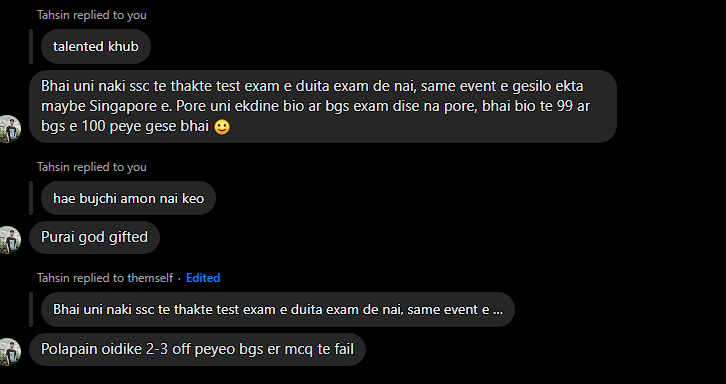 Tahsin replied to you
talented khub
Bhai uni naki ssc te thakte test exam e duita exam de nai, same event e gesilo ekta
maybe Singapore e. Pore uni ekdine bio ar bgs exam dise na pore, bhai bio te 99 ar
bgs e 100 peye gese bhai 🙂
Tahsin replied to you
hae bujchi amon nai keo
Purai god gifted
Tahsin replied to themself · Edited
Bhai uni naki ssc te thakte test exam e duita exam de nai, same event e ...
Polapain oidike 2-3 off peyeo bgs er mcq te fail